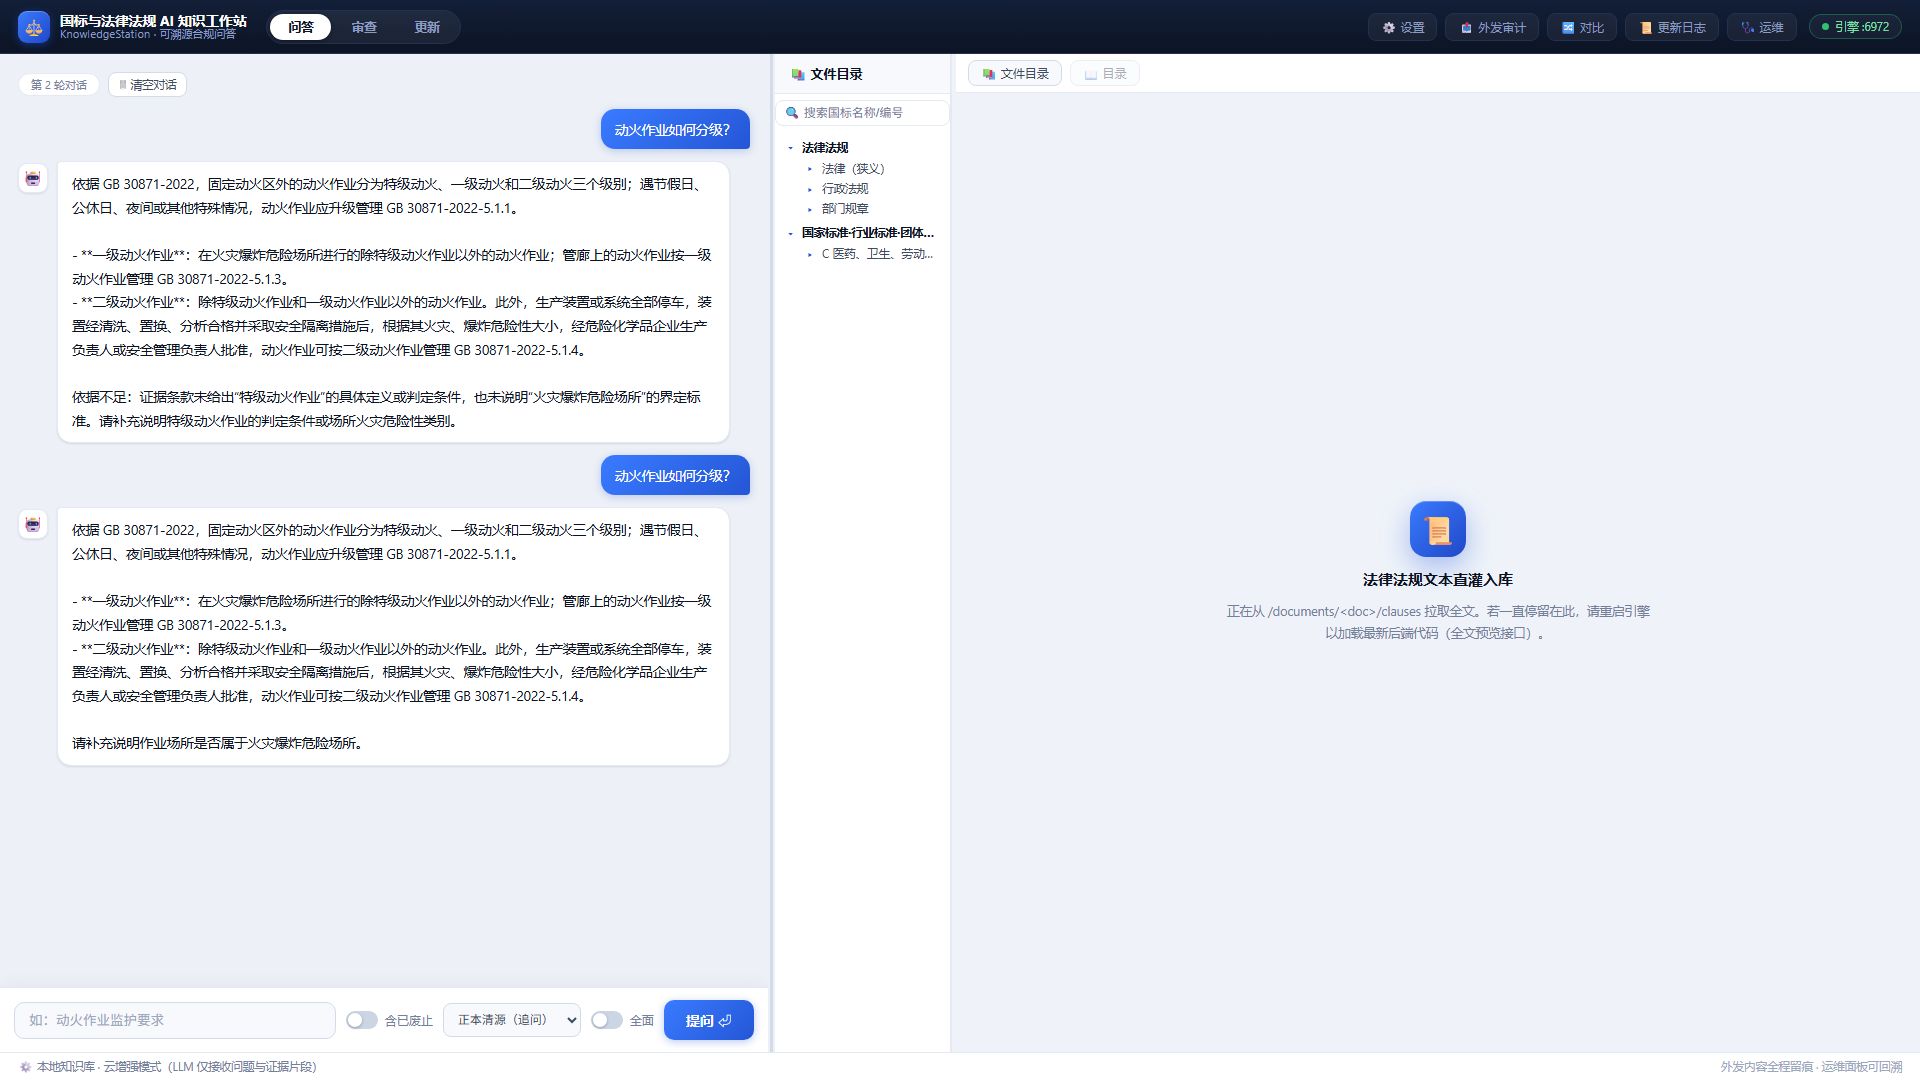 国标与法律法规 AI 知识工作站
KnowledgeStation · 可溯源合规问答
问答
审查
更新
设置
外发审计
对比
更新日志
运维
引擎 :6972
第 2 轮对话
清空对话
动火作业如何分级？
依据 GB 30871-2022，固定动火区外的动火作业分为特级动火、一级动火和二级动火三个级别；遇节假日、
公休日、夜间或其他特殊情况，动火作业应升级管理 GB 30871-2022-5.1.1。
- **一级动火作业**：在火灾爆炸危险场所进行的除特级动火作业以外的动火作业；管廊上的动火作业按一级
动火作业管理 GB 30871-2022-5.1.3。
- **二级动火作业**：除特级动火作业和一级动火作业以外的动火作业。此外，生产装置或系统全部停车，装
置经清洗、置换、分析合格并采取安全隔离措施后，根据其火灾、爆炸危险性大小，经危险化学品企业生产
负责人或安全管理负责人批准，动火作业可按二级动火作业管理 GB 30871-2022-5.1.4。
依据不足：证据条款未给出"特级动火作业"的具体定义或判定条件，也未说明"火灾爆炸危险场所"的界定标
准。请补充说明特级动火作业的判定条件或场所火灾危险性类别。
动火作业如何分级？
依据 GB 30871-2022，固定动火区外的动火作业分为特级动火、一级动火和二级动火三个级别；遇节假日、
公休日、夜间或其他特殊情况，动火作业应升级管理 GB 30871-2022-5.1.1。
- **一级动火作业**：在火灾爆炸危险场所进行的除特级动火作业以外的动火作业；管廊上的动火作业按一级
动火作业管理 GB 30871-2022-5.1.3。
- **二级动火作业**：除特级动火作业和一级动火作业以外的动火作业。此外，生产装置或系统全部停车，装
置经清洗、置换、分析合格并采取安全隔离措施后，根据其火灾、爆炸危险性大小，经危险化学品企业生产
负责人或安全管理负责人批准，动火作业可按二级动火作业管理 GB 30871-2022-5.1.4。
请补充说明作业场所是否属于火灾爆炸危险场所。
如：动火作业监护要求
含已废止
正本清源（追问）
全面
提问
文件目录
搜索国标名称/编号
法律法规
法律（狭义）
行政法规
部门规章
国家标准·行业标准·团体...
C 医药、卫生、劳动...
文件目录
目录
法律法规文本直灌入库
正在从 /documents/<doc>/clauses 拉取全文。若一直停留在此，请重启引擎
以加载最新后端代码（全文预览接口）。
本地知识库 · 云增强模式（LLM 仅接收问题与证据片段）
外发内容全程留痕 · 运维面板可回溯